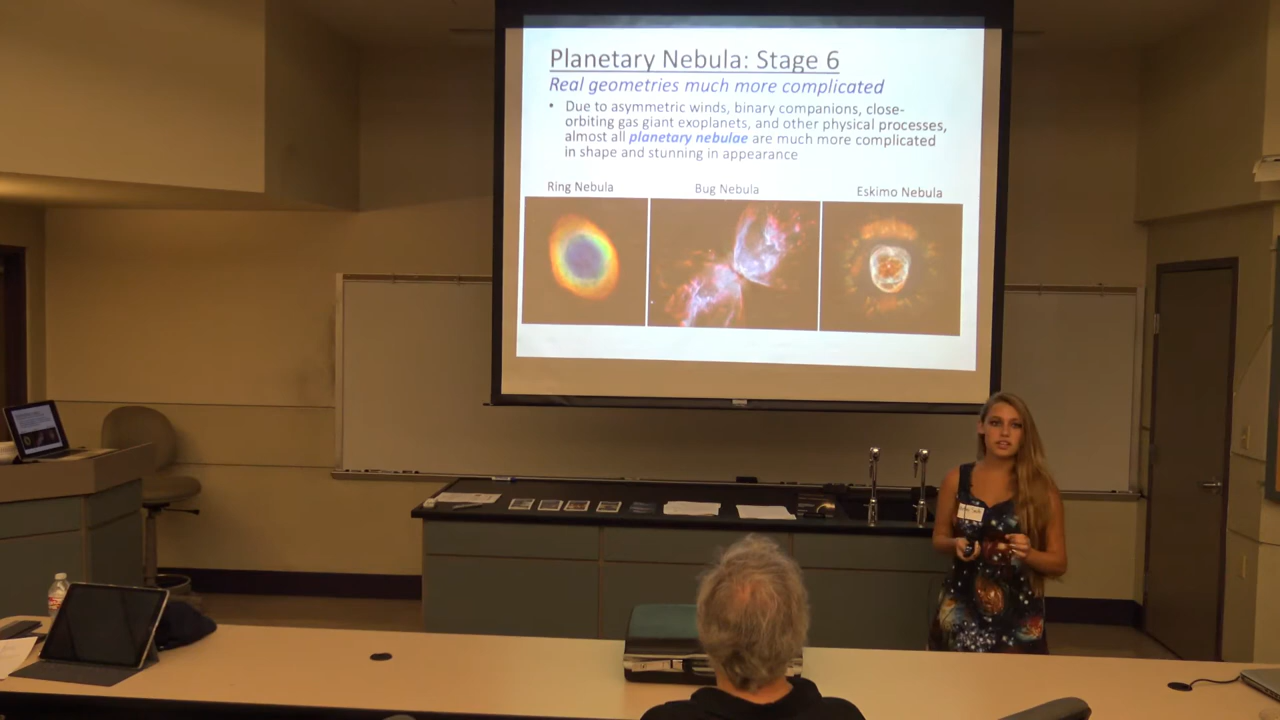 Planetary Nebula: Stage 6
Real geometries much more complicated
• Due to asymmetric winds, binary companions, close-
orbiting gas giant exoplanets, and other physical processes,
almost all planetary nebulae are much more complicated
in shape and stunning in appearance
Ring Nebula
Bug Nebula
Eskimo Nebula